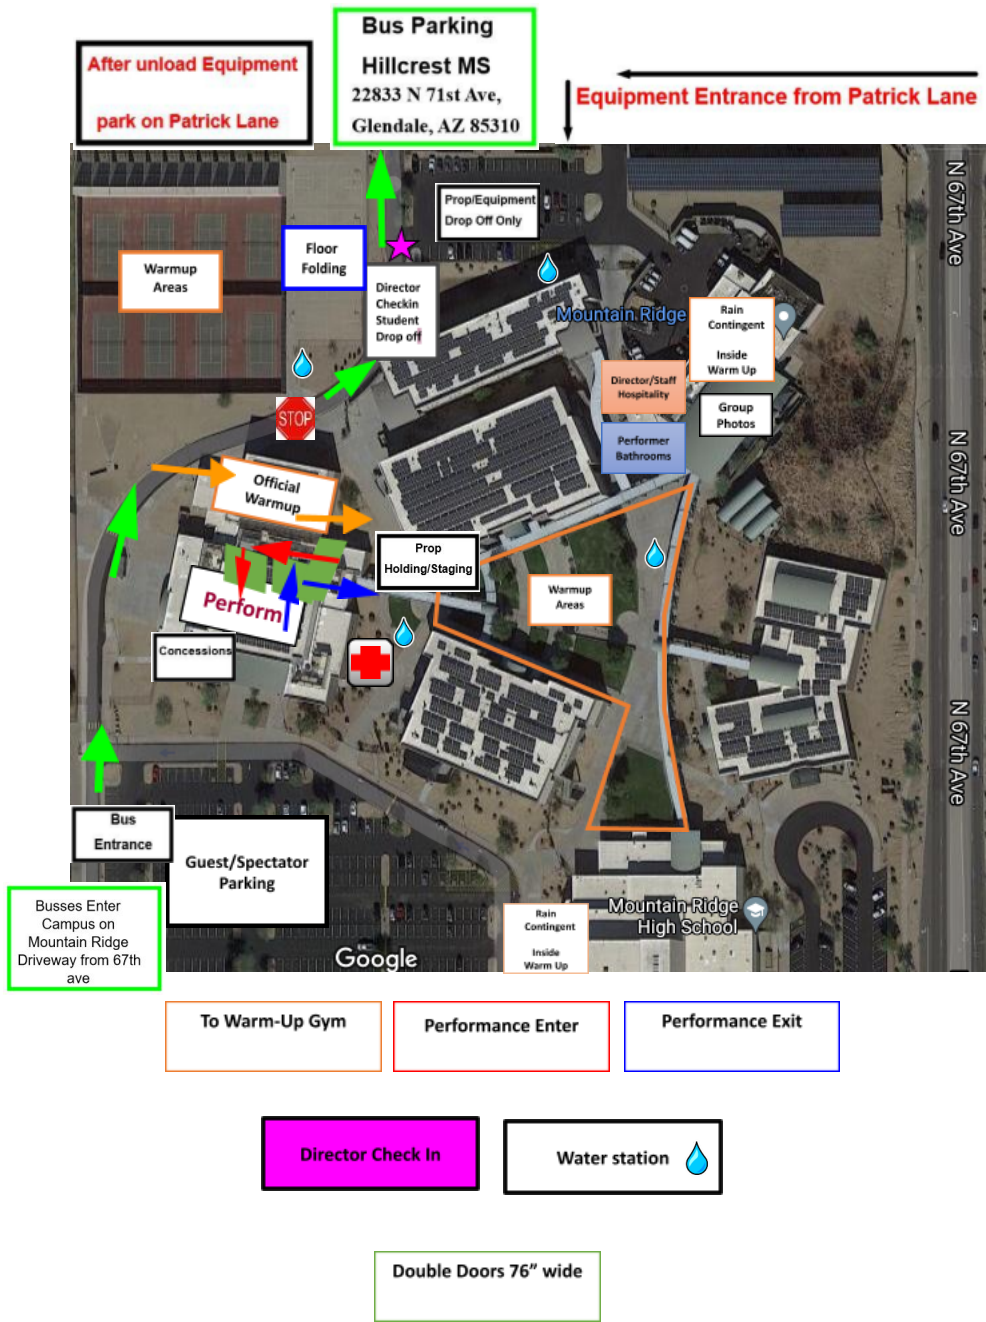 After unload Equipment
park on Patrick Lane
Bus Parking
Hillcrest MS
22833 N 71st Ave,
Glendale, AZ 85310
Equipment Entrance from Patrick Lane
Prop/Equipment
Drop Off Only
N 67th Ave
Floor
Folding
Warmup
Areas
Director
Checkin
Student
Drop off
Mountain Ridge
Rain
Contingent
Inside
Warm Up
Director/Staff
Hospitality
Group
Photos
STOP
Performer
Bathrooms
N 67th Ave
Official
Warmup
Prop
Holding/Staging
Warmup
Areas
Perform
Concessions
N 67th Ave
Bus
Entrance
Guest/Spectator
Parking
Busses Enter
Campus on
Mountain Ridge
Driveway from 67th
ave
Rain
Contingent
Inside
Warm Up
Mountain Ridge
High School
Google
To Warm-Up Gym
Performance Enter
Performance Exit
Director Check In
Water station
Double Doors 76” wide